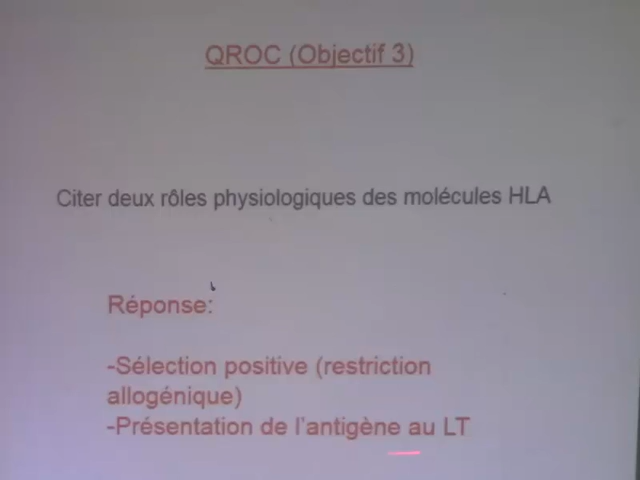 QROC (Objectif 3)
Citer deux rôles physiologiques des molécules HLA
Réponse:
-Sélection positive (restriction
allogénique)
-Présentation de l'antigène au LT